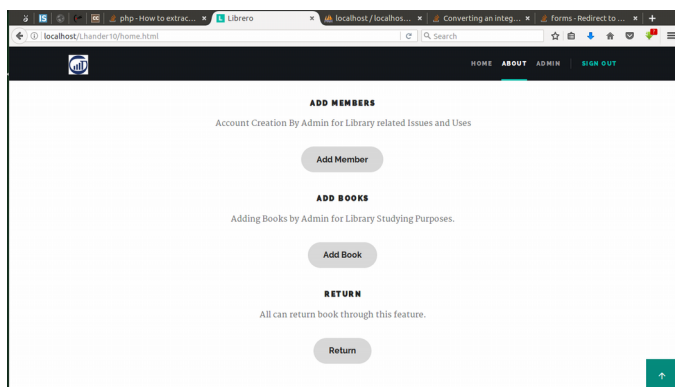 php - How to extrac...
Librero
localhost / localhos...
Converting an integ...
forms - Redirect to ...
localhost/Lhander10/home.html
Search
HOME ABOUT ADMIN SIGN OUT
ADD MEMBERS
Account Creation By Admin for Library related Issues and Uses
Add Member
ADD BOOKS
Adding Books by Admin for Library Studying Purposes.
Add Book
RETURN
All can return book through this feature.
Return